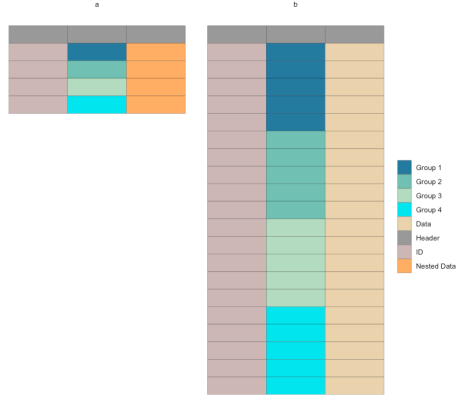 a
b
Group 1
Group 2
Group 3
Group 4
Data
Header
ID
Nested Data